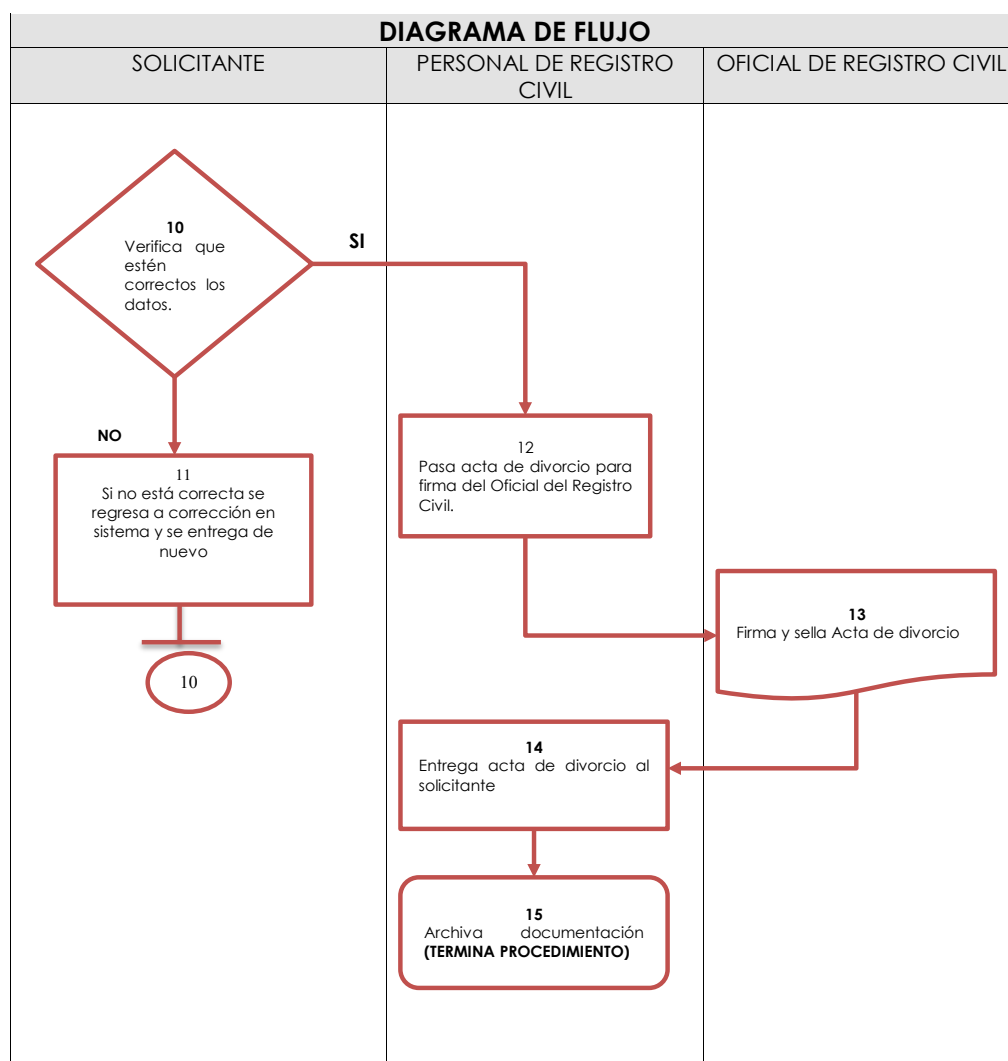 DIAGRAMA DE FLUJO
SOLICITANTE
PERSONAL DE REGISTRO
CIVIL
OFICIAL DE REGISTRO CIVIL
10
Verifica que
estén
correctos los
datos.
SI
NO
11
Si no está correcta se
regresa a corrección en
sistema y se entrega de
nuevo
10
12
Pasa acta de divorcio para
firma del Oficial del Registro
Civil.
13
Firma y sella Acta de divorcio
14
Entrega acta de divorcio al
solicitante
15
Archiva documentación
(TERMINA PROCEDIMIENTO)